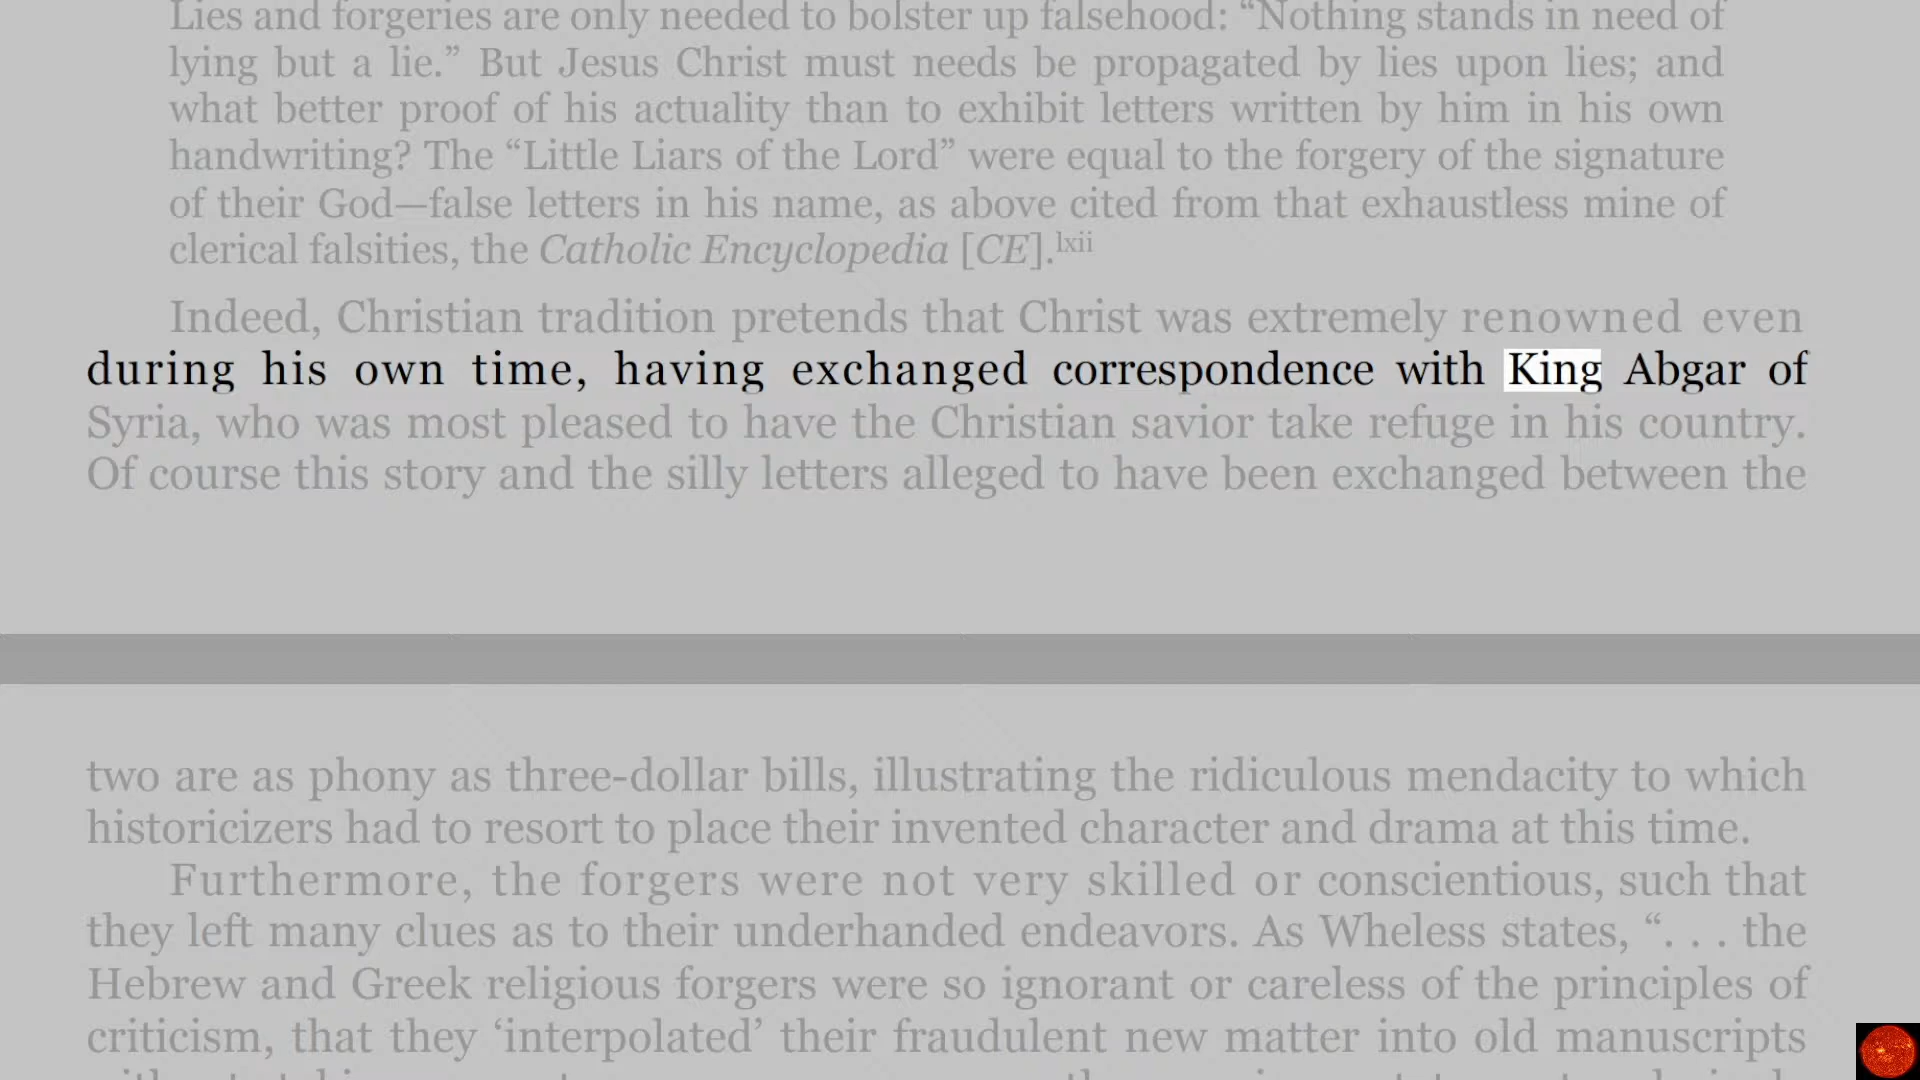 Lies and forgeries are only needed to bolster up falsehood: “Nothing stands in need of
lying but a lie.” But Jesus Christ must needs be propagated by lies upon lies; and
what better proof of his actuality than to exhibit letters written by him in his own
handwriting? The “Little Liars of the Lord” were equal to the forgery of the signature
of their God—false letters in his name, as above cited from that exhaustless mine of
clerical falsities, the Catholic Encyclopedia [CE].lxii
Indeed, Christian tradition pretends that Christ was extremely renowned even
during his own time, having exchanged correspondence with King Abgar of
Syria, who was most pleased to have the Christian savior take refuge in his country.
Of course this story and the silly letters alleged to have been exchanged between the
two are as phony as three-dollar bills, illustrating the ridiculous mendacity to which
historicizers had to resort to place their invented character and drama at this time.
Furthermore, the forgers were not very skilled or conscientious, such that
they left many clues as to their underhanded endeavors. As Wheless states, “. . . the
Hebrew and Greek religious forgers were so ignorant or careless of the principles of
criticism, that they ‘interpolated’ their fraudulent new matter into old manuscripts